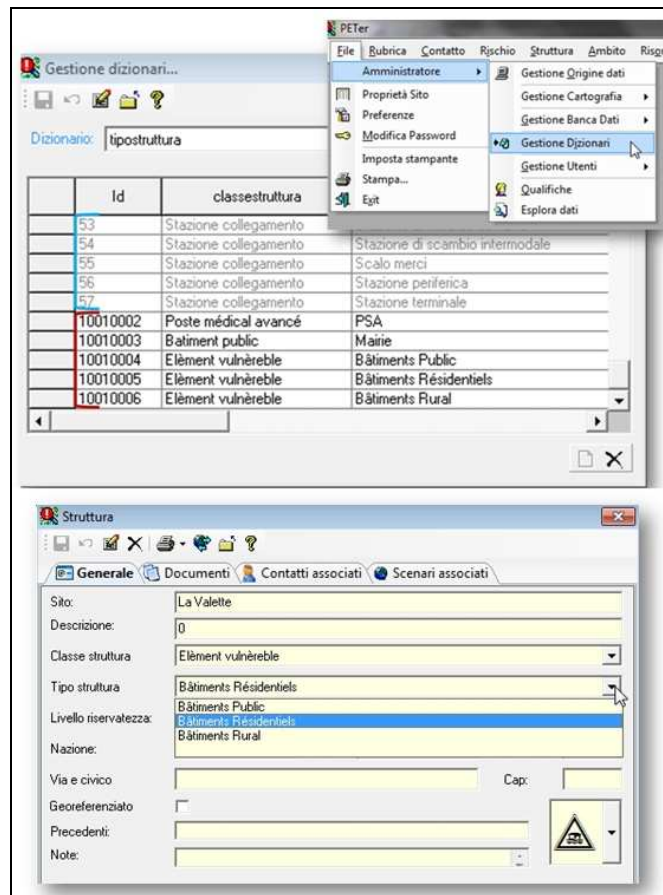 PETer
File Rubrica Contatto Rischio Struttura Ambito
Amministratore
Proprietà Sito
Preferenze
Modifica Password
Imposta stampante
Stampa...
Exit
Gestione Origine dati
Gestione Cartografia
Gestione Banca Dati
Gestione Dizionari
Gestione Utenti
Qualifiche
Esplora dati
Gestione dizionari...
Dizionario: tipostruttura
Id classestruttura
53 Stazione collegamento
54 Stazione collegamento Stazione di scambio intermodale
55 Stazione collegamento Scalo merci
56 Stazione collegamento Stazione periferica
57 Stazione collegamento Stazione terminale
10010002 Poste médical avancé PSA
10010003 Batiment public Mairie
10010004 Elèment vulnèreble Bâtiments Public
10010005 Elèment vulnèreble Bâtiments Résidentiels
10010006 Elèment vulnèreble Bâtiments Rural
Struttura
Generale Documenti Contatti associati Scenari associati
Sito: La Valette
Descrizione: 0
Classe struttura Elèment vulnèreble
Tipo struttura Bâtiments Résidentiels
Bâtiments Public
Livello riservatezza: Bâtiments Résidentiels
Bâtiments Rural
Nazione:
Via e civico Cap:
Georeferenziato
Precedenti:
Note: